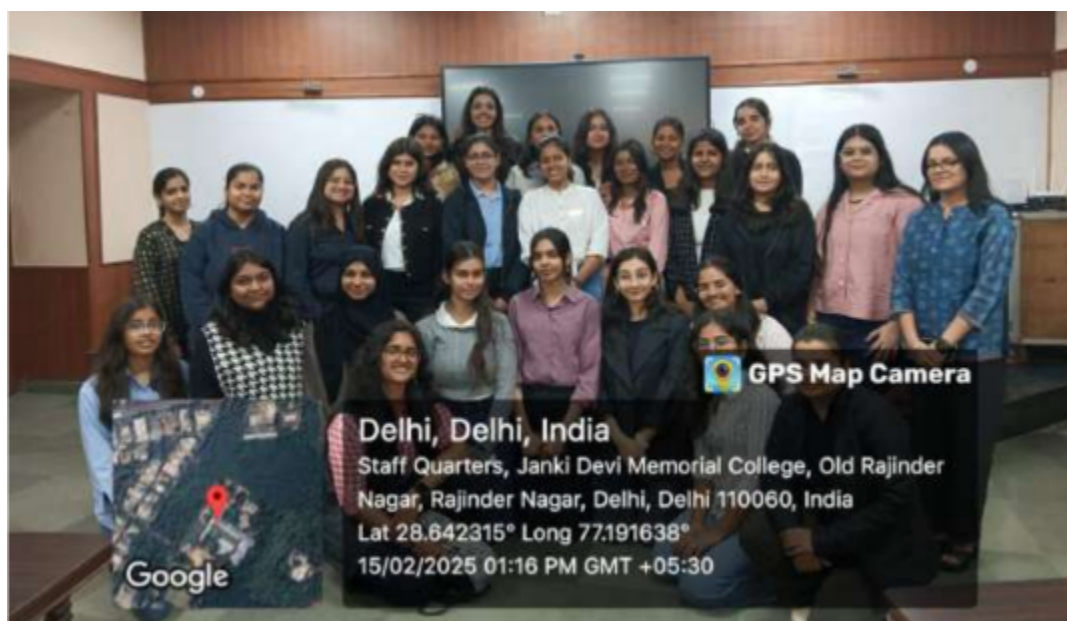 GPS Map Camera
Delhi, Delhi, India
Staff Quarters, Janki Devi Memorial College, Old Rajinder
Nagar, Rajinder Nagar, Delhi, Delhi 110060, India
Lat 28.642315° Long 77.191638°
15/02/2025 01:16 PM GMT +05:30
Google